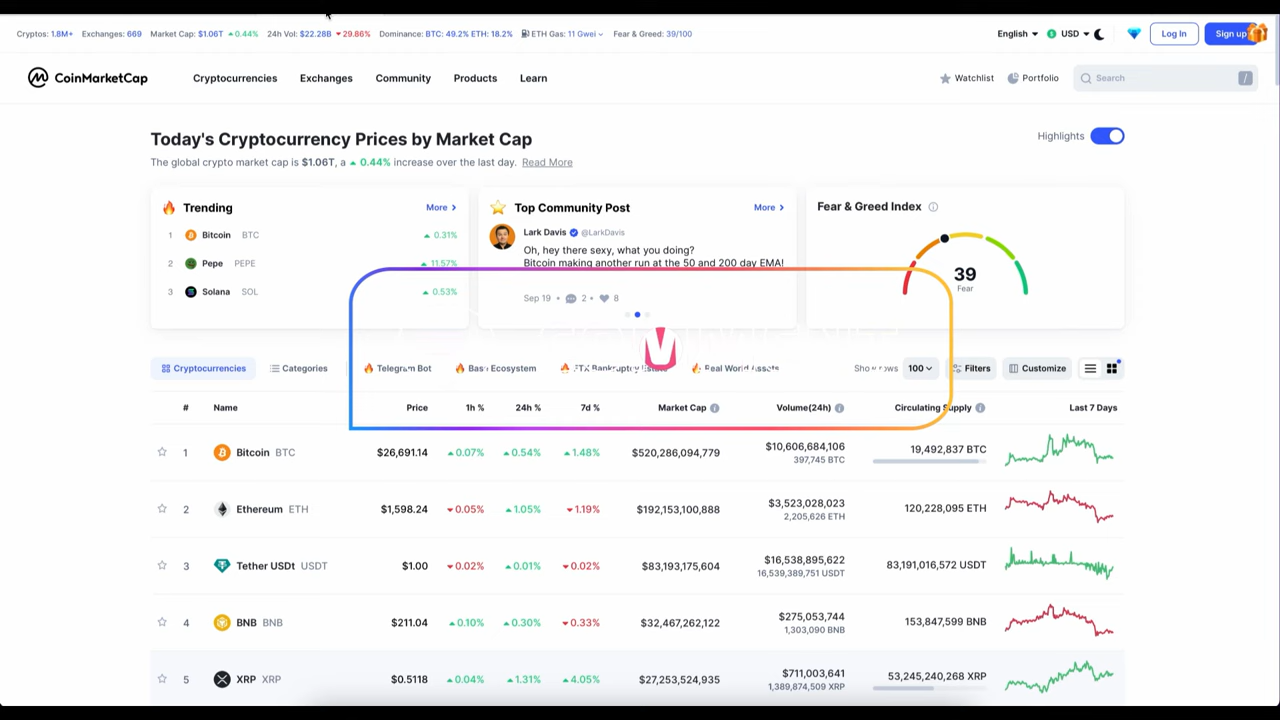 Cryptos: 1.8M+ Exchanges: 669 Market Cap: $1.06T 0.44% 24h Vol: $22.28B 29.86% Dominance: BTC: 49.2% ETH: 18.2% ETH Gas: 11 Gwei Fear & Greed: 39/100 English USD Log In Sign up
CoinMarketCap Cryptocurrencies Exchanges Community Products Learn Watchlist Portfolio Search /
Today's Cryptocurrency Prices by Market Cap Highlights
The global crypto market cap is $1.06T, a 0.44% increase over the last day. Read More
Trending More
1 Bitcoin BTC 0.31%
2 Pepe PEPE 11.57%
3 Solana SOL 0.53%
Top Community Post More
Lark Davis @LarkDavis
Oh, hey there sexy, what you doing?
Bitcoin making another run at the 50 and 200 day EMA!
Sep 19 • 2 • 8
Fear & Greed Index
39
Fear
Cryptocurrencies Categories Telegram Bot Base Ecosystem FTX Bankruptcy Estate Real World Assets Show rows 100 Filters Customize
# Name Price 1h % 24h % 7d % Market Cap Volume(24h) Circulating Supply Last 7 Days
1 Bitcoin BTC $26,691.14 0.07% 0.54% 1.48% $520,286,094,779 $10,606,684,106 19,492,837 BTC
397,745 BTC
2 Ethereum ETH $1,598.24 0.05% 1.05% 1.19% $192,153,100,888 $3,523,028,023 120,228,095 ETH
2,205,626 ETH
3 Tether USDt USDT $1.00 0.02% 0.01% 0.02% $83,193,175,604 $16,538,895,622 83,191,016,572 USDT
16,539,389,751 USDT
4 BNB BNB $211.04 0.10% 0.30% 0.33% $32,467,262,122 $275,053,744 153,847,599 BNB
1,303,090 BNB
5 XRP XRP $0.5118 0.04% 1.31% 4.05% $27,253,524,935 $711,003,641 53,245,240,268 XRP
1,389,874,509 XRP